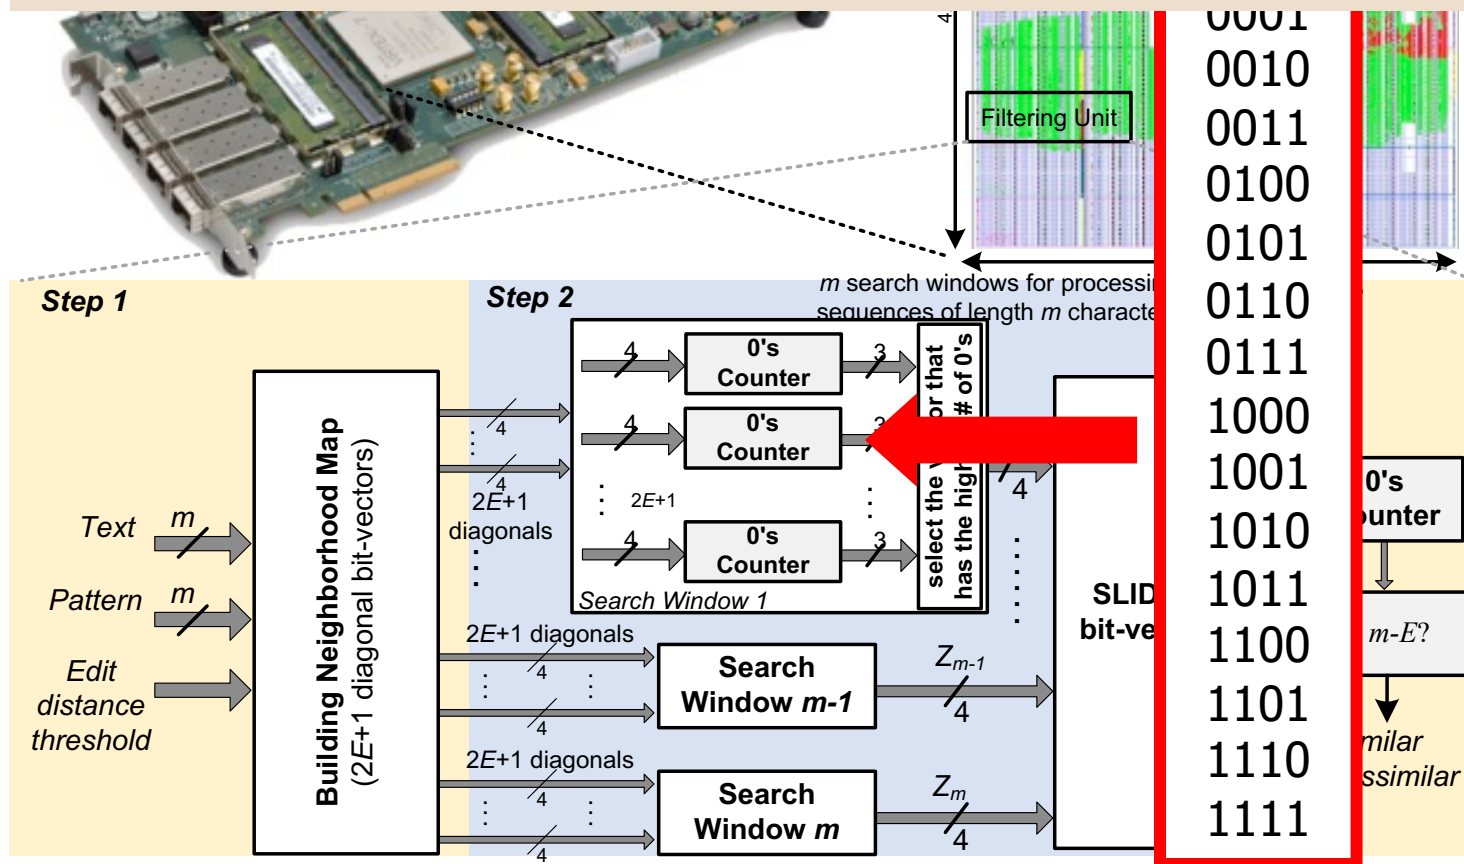 4
Filtering Unit
m search windows for processi
sequences of length m characte
Step 1
Step 2
Text
m
Pattern
m
Edit
distance
threshold
Building Neighborhood Map
(2E+1 diagonal bit-vectors)
4
4
2E+1
diagonals
4
0's
Counter
3
4
0's
Counter
3
2E+1
4
0's
Counter
3
select the v or that
has the high # of 0's
Search Window 1
4
2E+1 diagonals
4
4
Search
Window m-1
Zm-1
4
2E+1 diagonals
4
4
Search
Window m
Zm
4
SLID
bit-ve
0001
0010
0011
0100
0101
0110
0111
1000
1001
1010
1011
1100
1101
1110
1111
0's
ounter
m-E?
milar
ssimilar